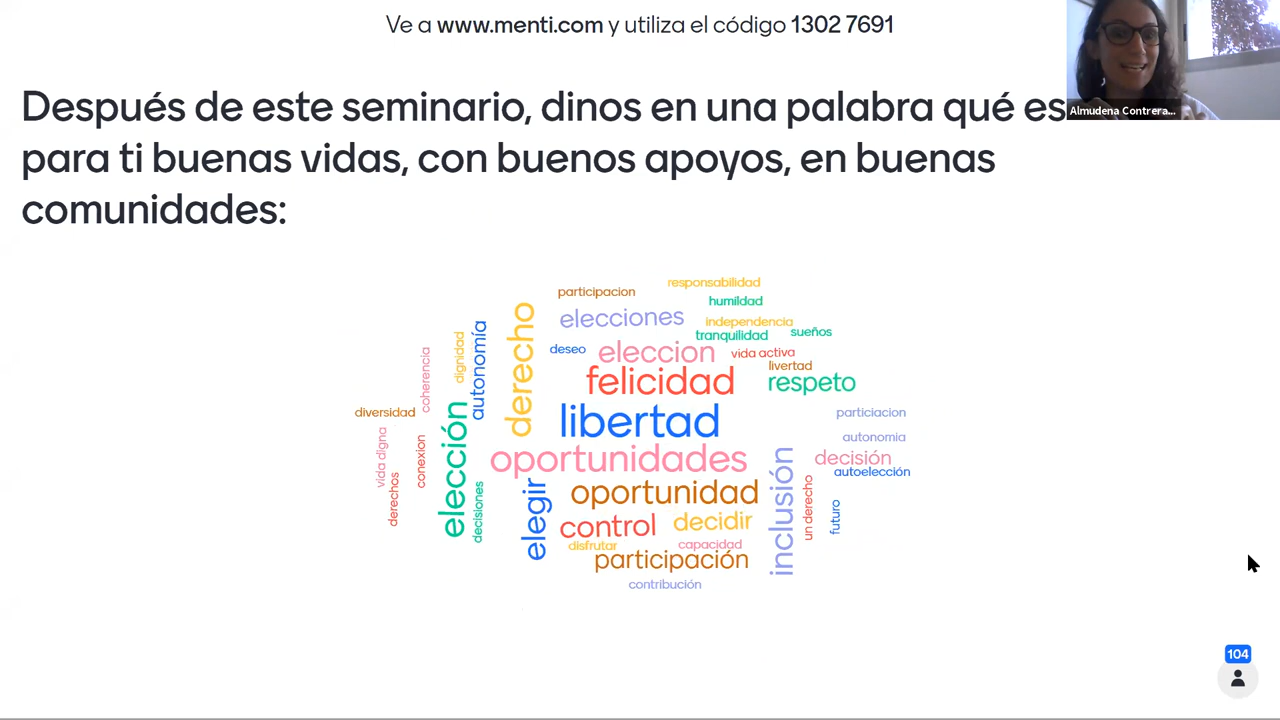 Ve a www.menti.com y utiliza el código 1302 7691
Almudena Contrera...
Después de este seminario, dinos en una palabra qué es
para ti buenas vidas, con buenos apoyos, en buenas
comunidades:
responsabilidad
participacion
humildad
elecciones
independencia
tranquilidad
sueños
derecho
deseo
eleccion
vida activa
livertad
dignidad
autonomía
coherencia
felicidad
respeto
libertad
diversidad
particiacion
autonomia
vida digna
conexion
elección
oportunidades
decisión
autoelección
inclusión
derechos
decisiones
elegir
oportunidad
un derecho
futuro
control
decidir
disfrutar
capacidad
participación
contribución
104